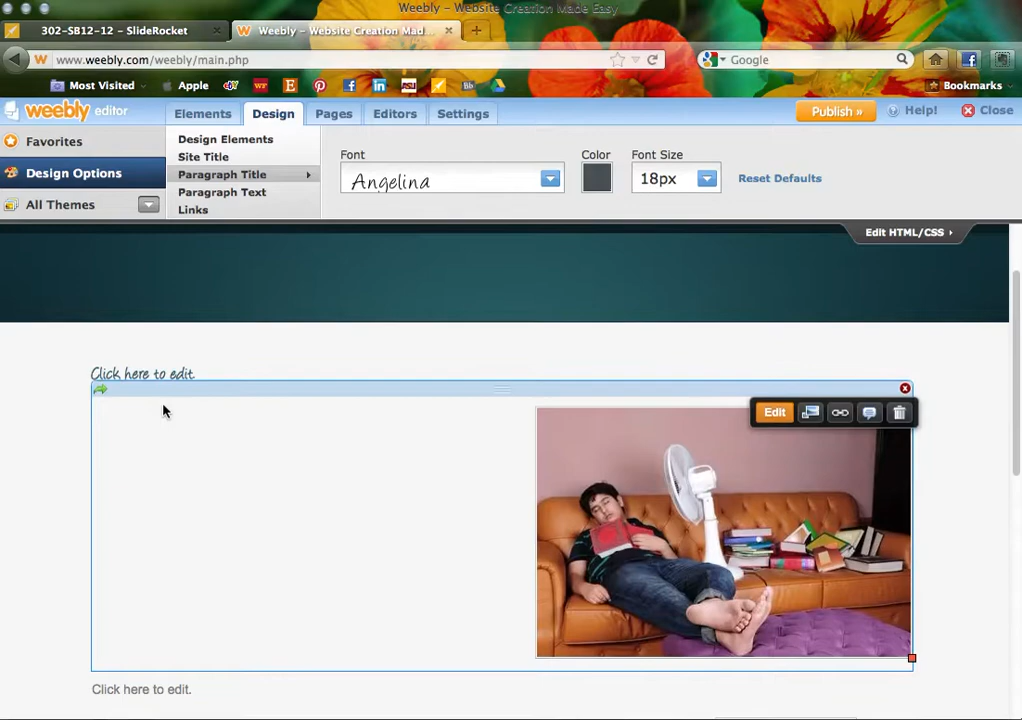 Weebly - Website Creation Made Easy
302-SB12-12 - SlideRocket
Weebly - Website Creation Mad...
www.weebly.com/weebly/main.php
Google
Most Visited
Apple
Bookmarks
weebly editor
Elements
Design
Pages
Editors
Settings
Publish »
Help!
Close
Favorites
Design Options
All Themes
Design Elements
Site Title
Paragraph Title
Paragraph Text
Links
Font
Angelina
Color
Font Size
18px
Reset Defaults
Edit HTML/CSS
Click here to edit.
Edit
Click here to edit.